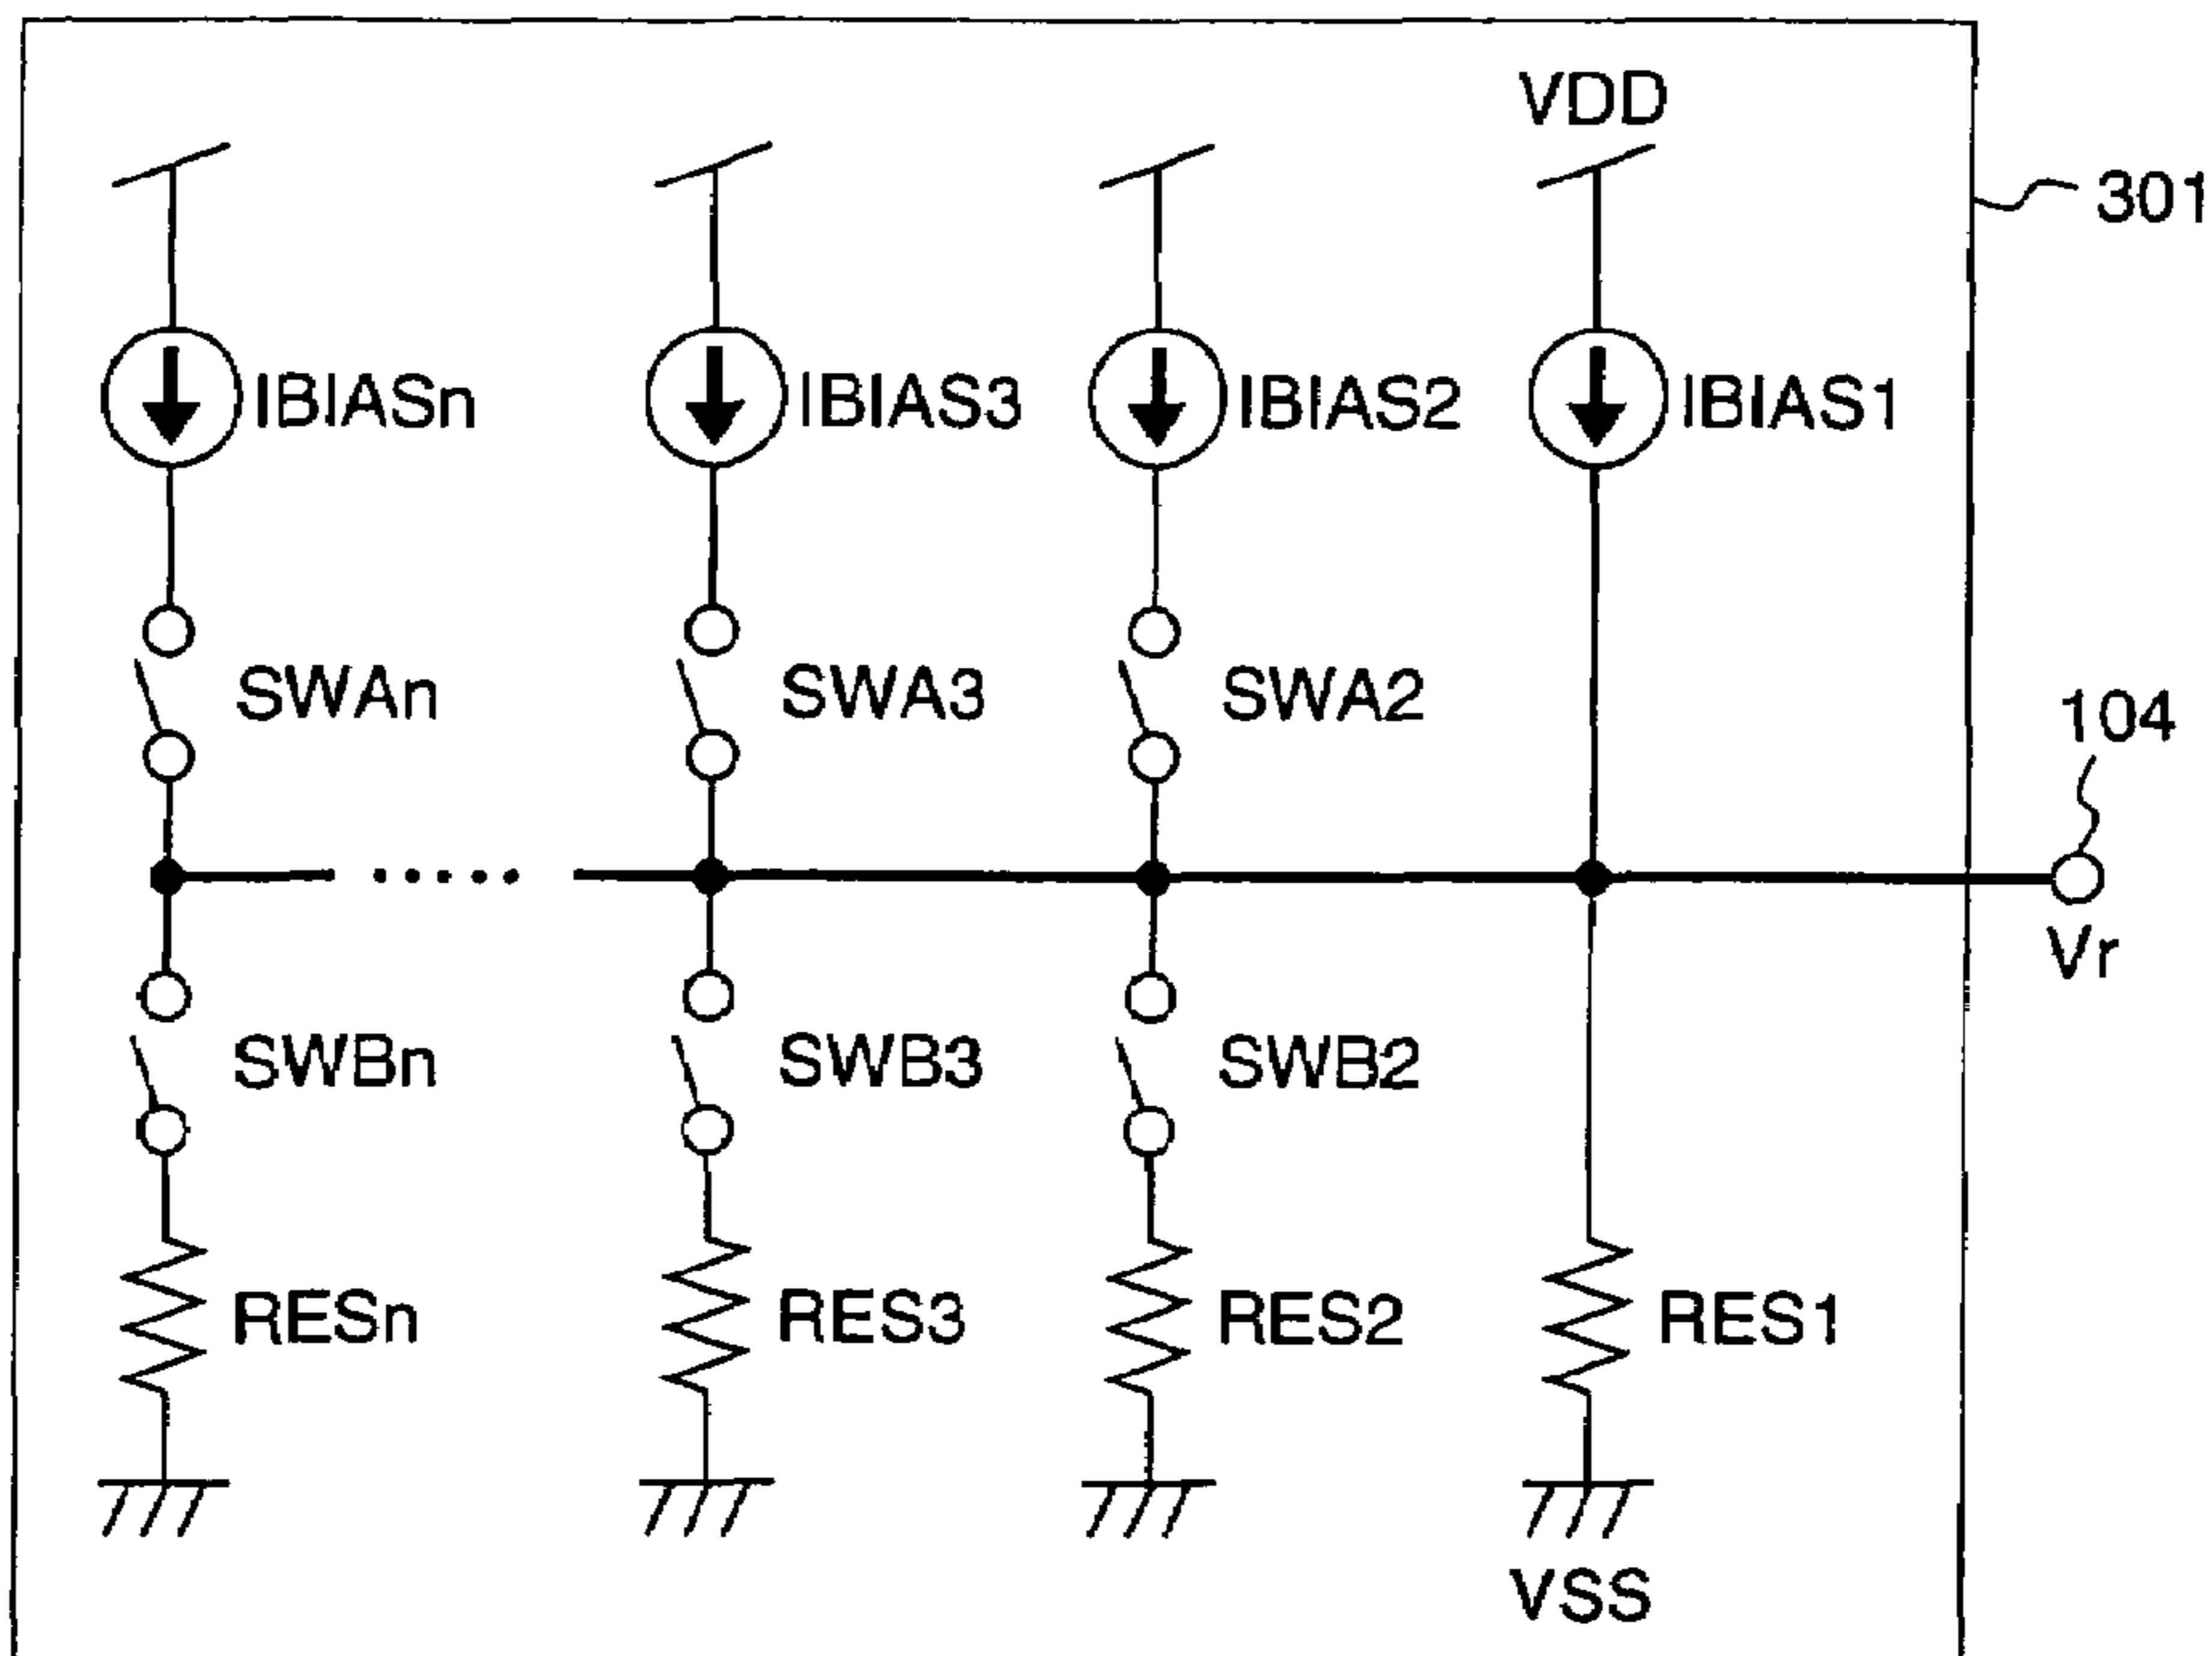 VDD
301
IBIASn
IBIAS3
IBIAS2
IBIAS1
SWAn
SWA3
SWA2
104
Vr
SWBn
SWB3
SWB2
RESn
RES3
RES2
RES1
VSS